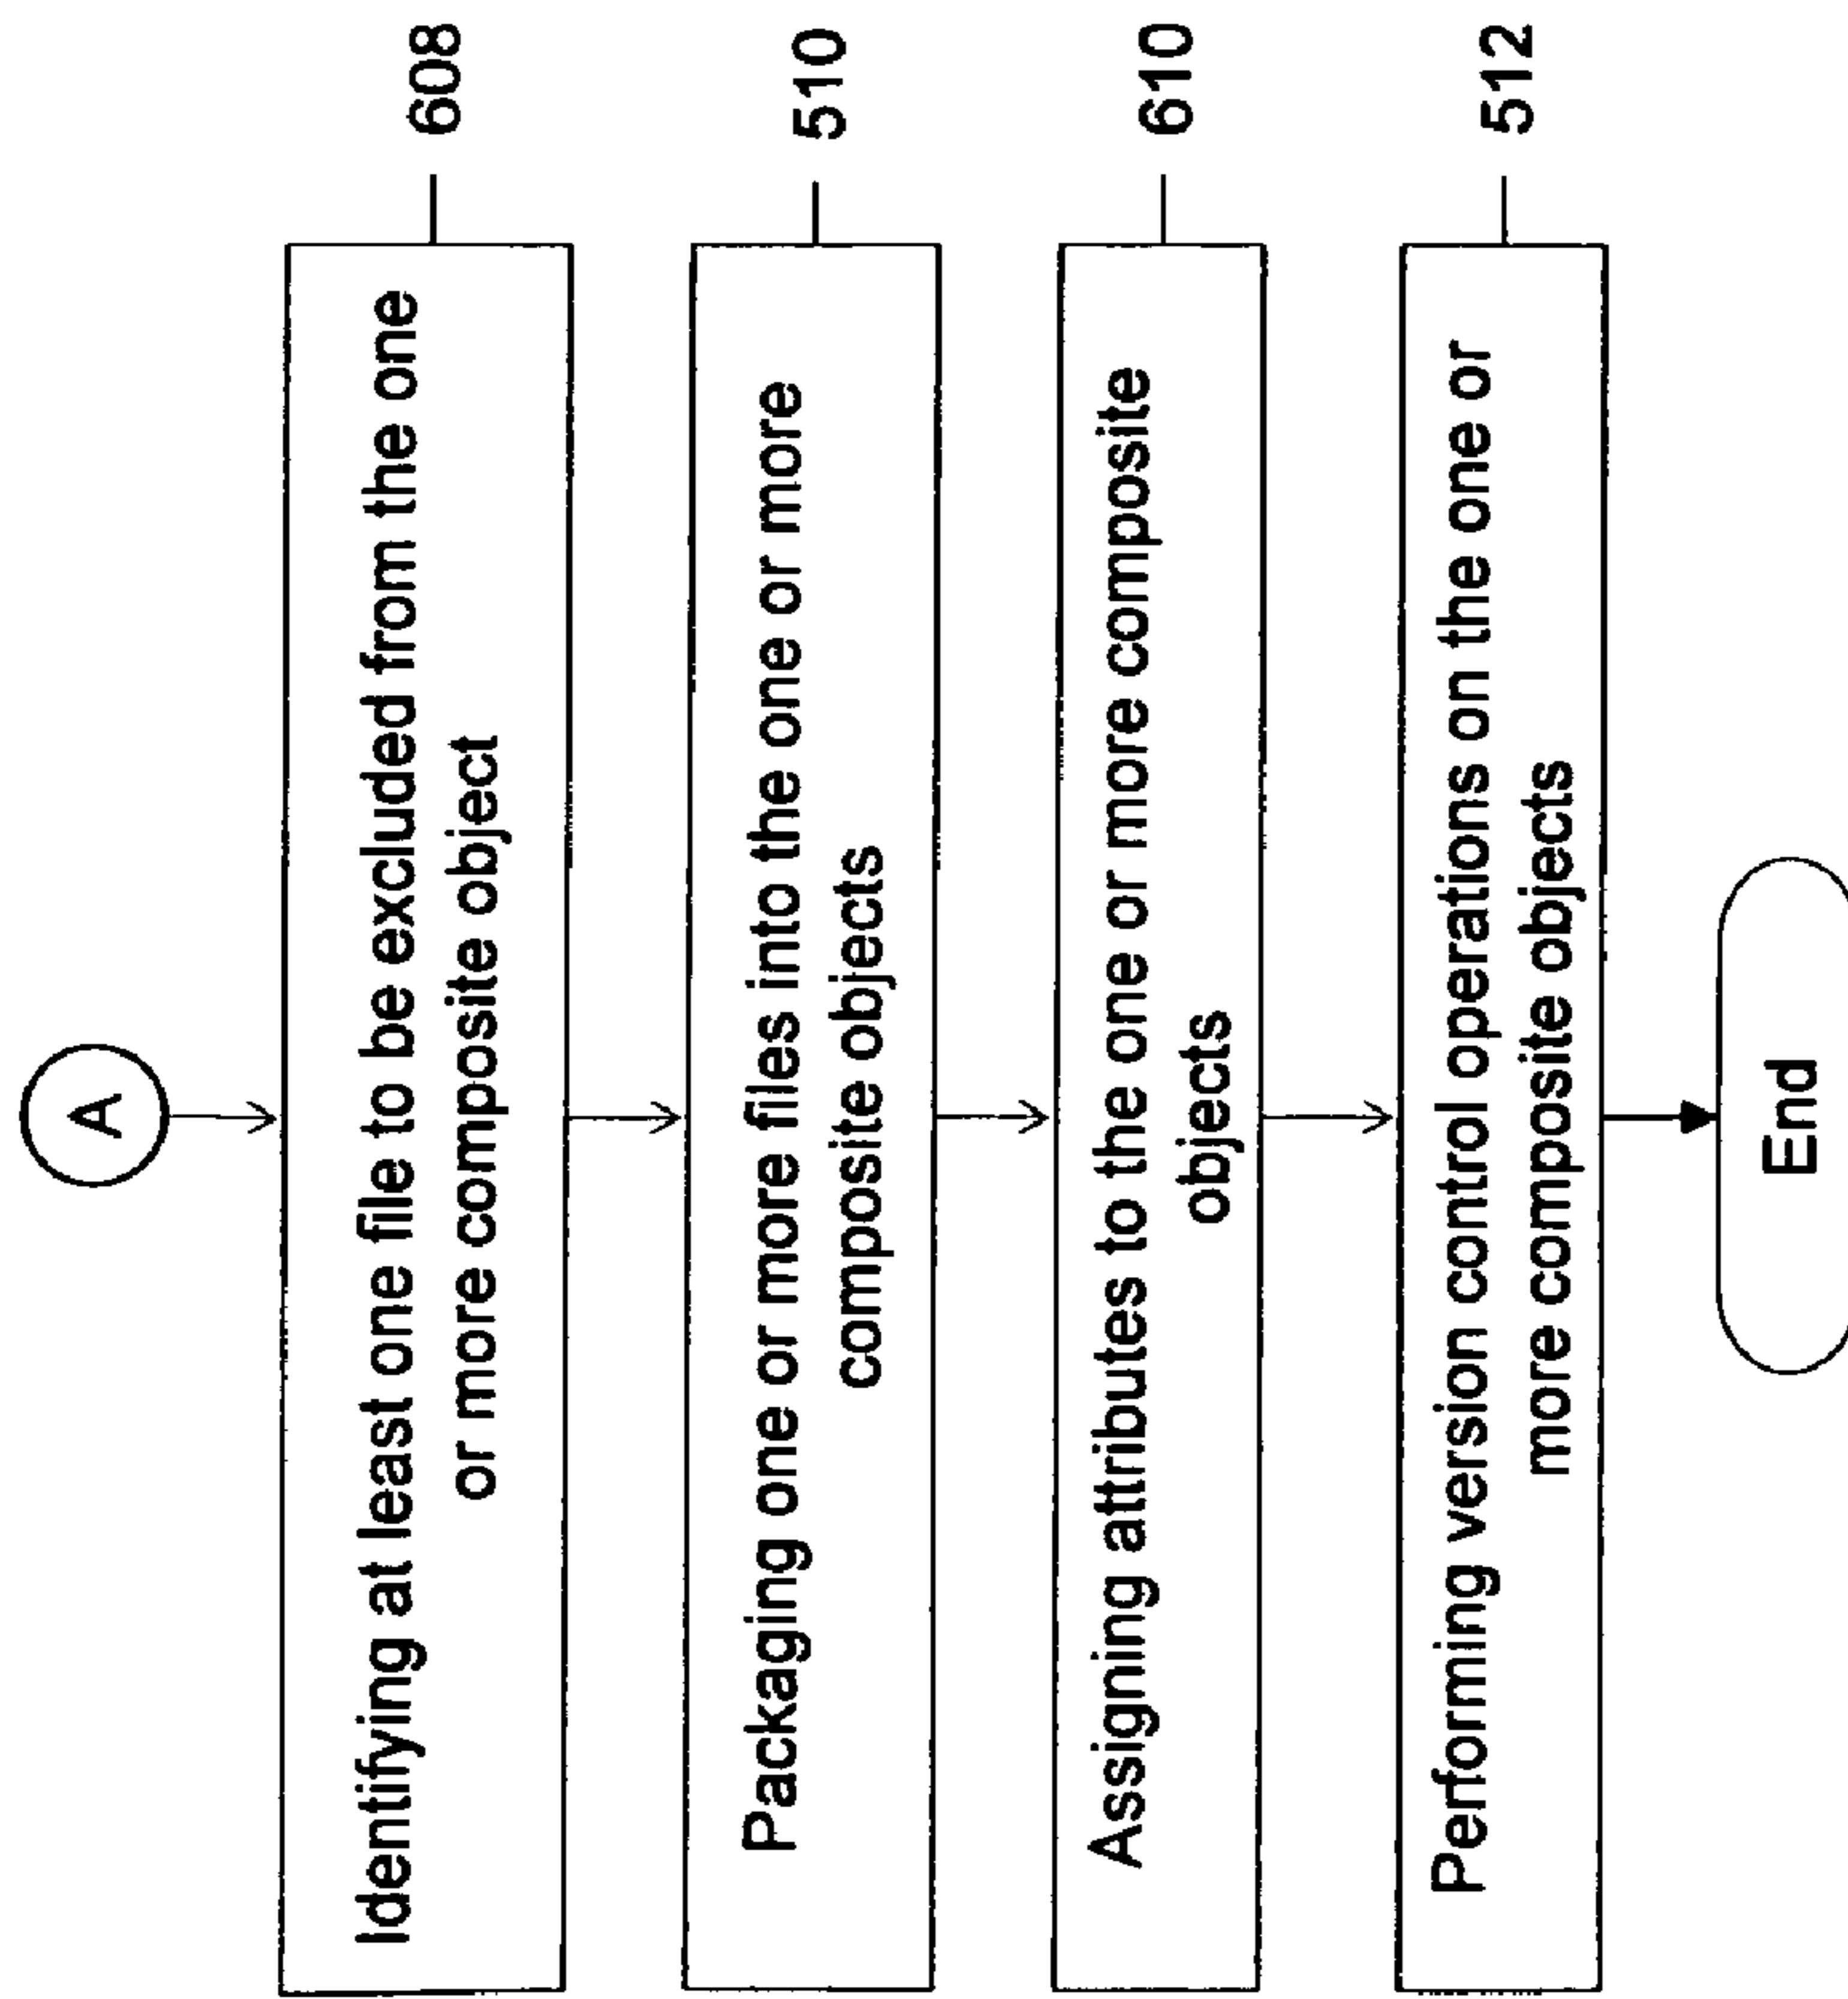 A
Identifying at least one file to be excluded from the one
or more composite object
608
Packaging one or more files into the one or more
composite objects
510
Assigning attributes to the one or more composite
objects
610
Performing version control operations on the one or
more composite objects
512
End